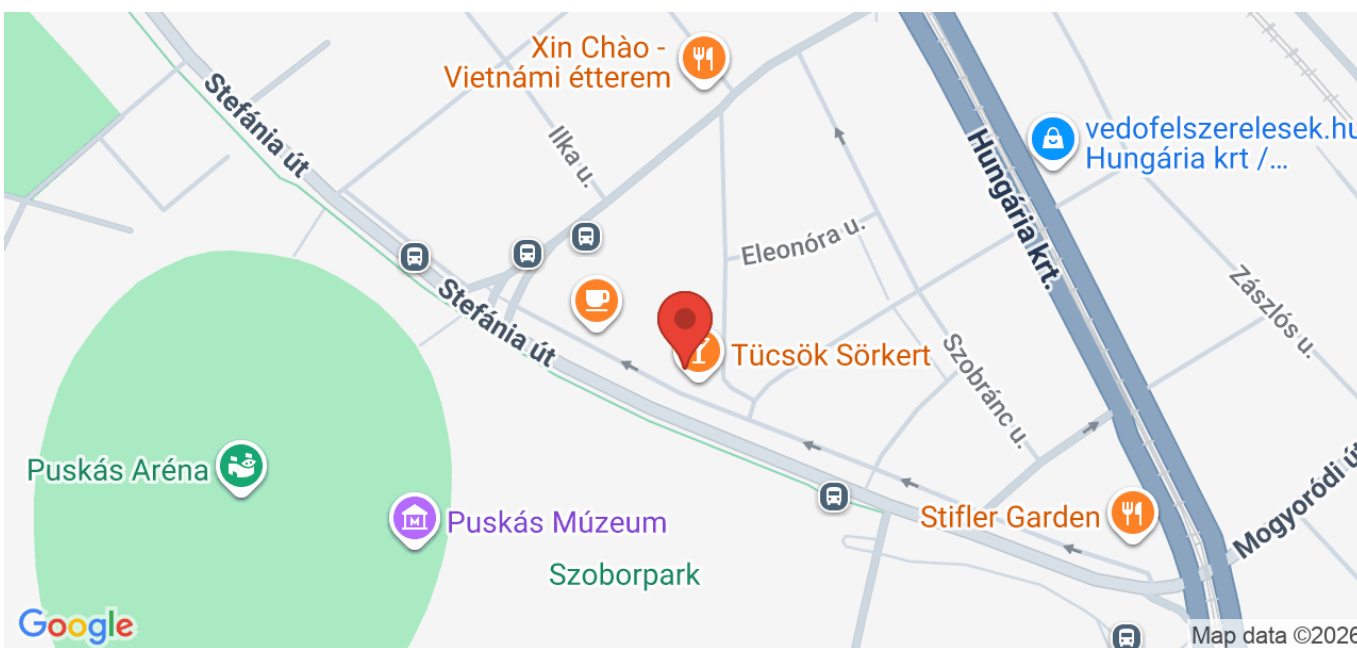 Xin Chào -
Vietnámi étterem
Stefánia út
Ilka u.
Hungária krt.
vedofelszerelesek.hu
Hungária krt /...
Eleonóra u.
Zászlós u.
Stefánia út
Tücsök Sörkert
Szobránc u.
Puskás Aréna
Puskás Múzeum
Stifler Garden
Mogyoródi út
Szoborpark
Google
Map data ©2026